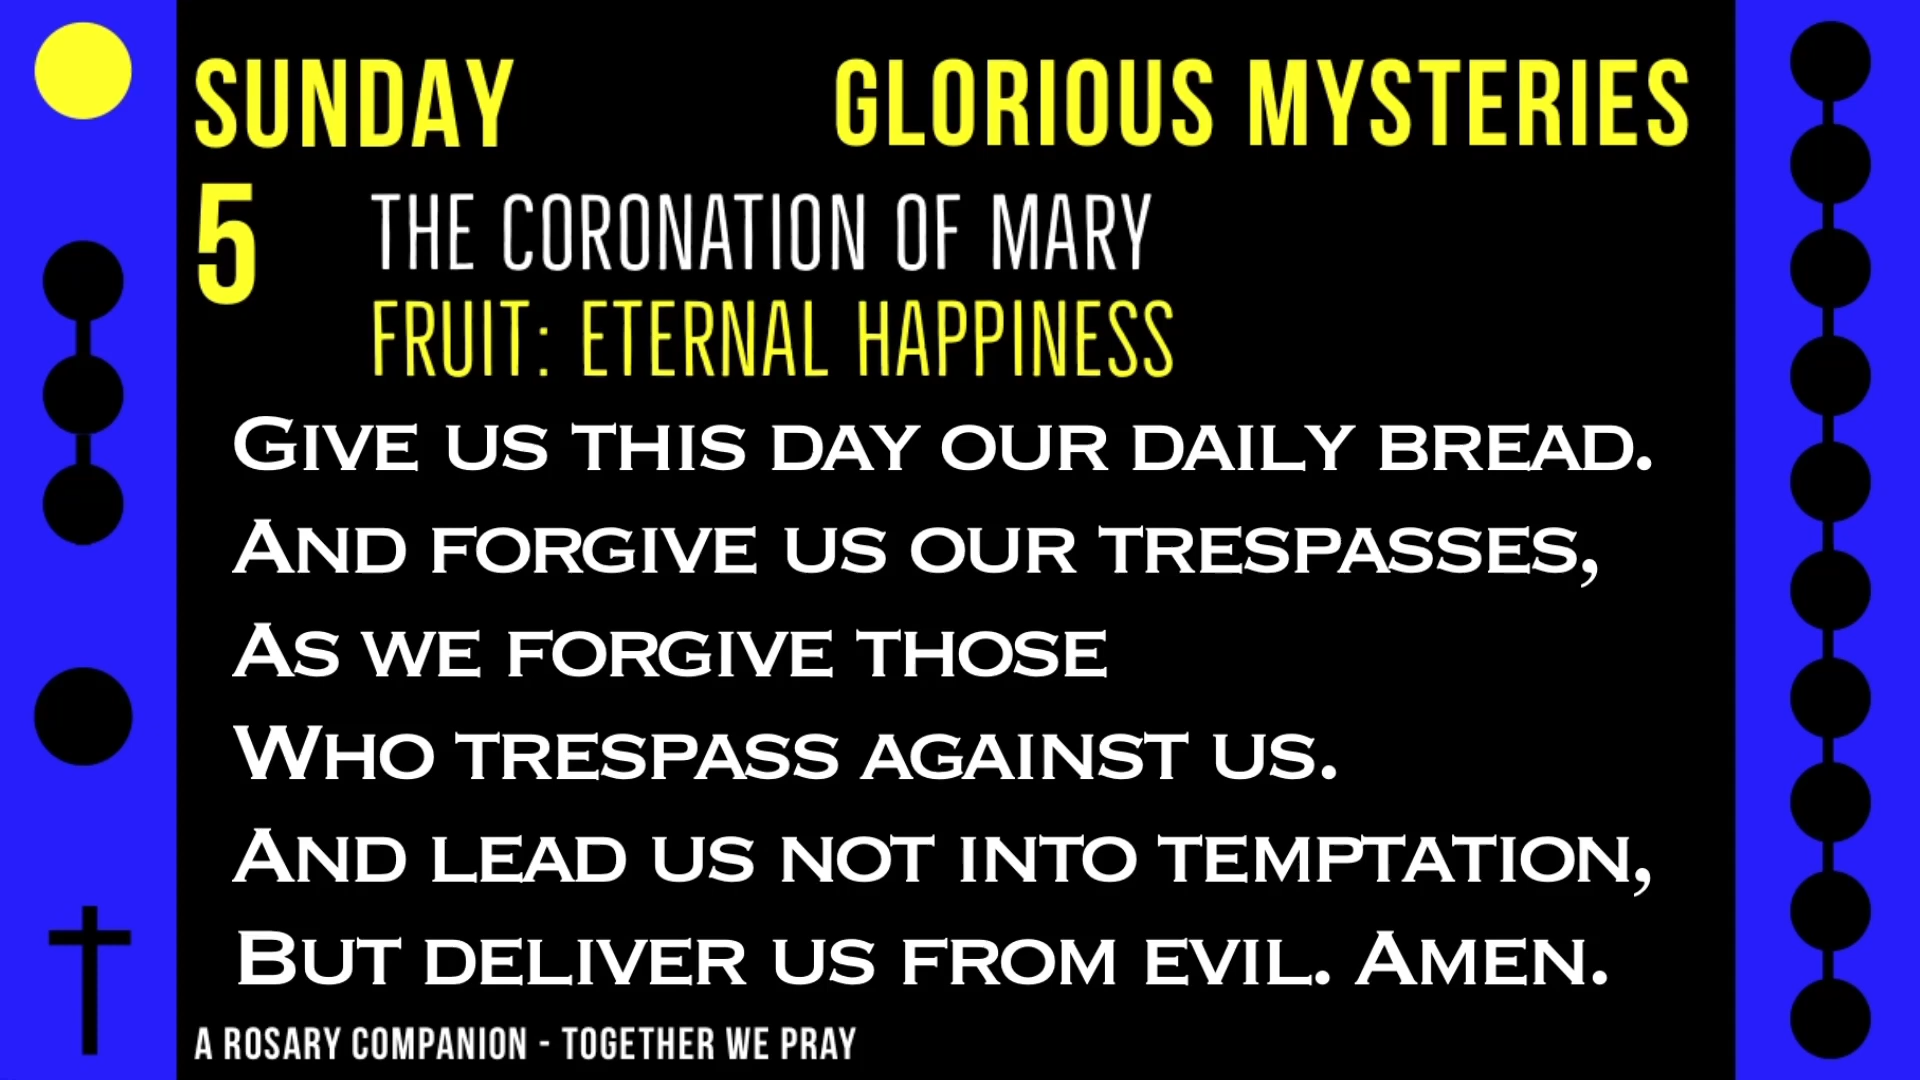 SUNDAY GLORIOUS MYSTERIES
5 THE CORONATION OF MARY
FRUIT: ETERNAL HAPPINESS
GIVE US THIS DAY OUR DAILY BREAD.
AND FORGIVE US OUR TRESPASSES,
AS WE FORGIVE THOSE
WHO TRESPASS AGAINST US.
AND LEAD US NOT INTO TEMPTATION,
BUT DELIVER US FROM EVIL. AMEN.
A ROSARY COMPANION - TOGETHER WE PRAY